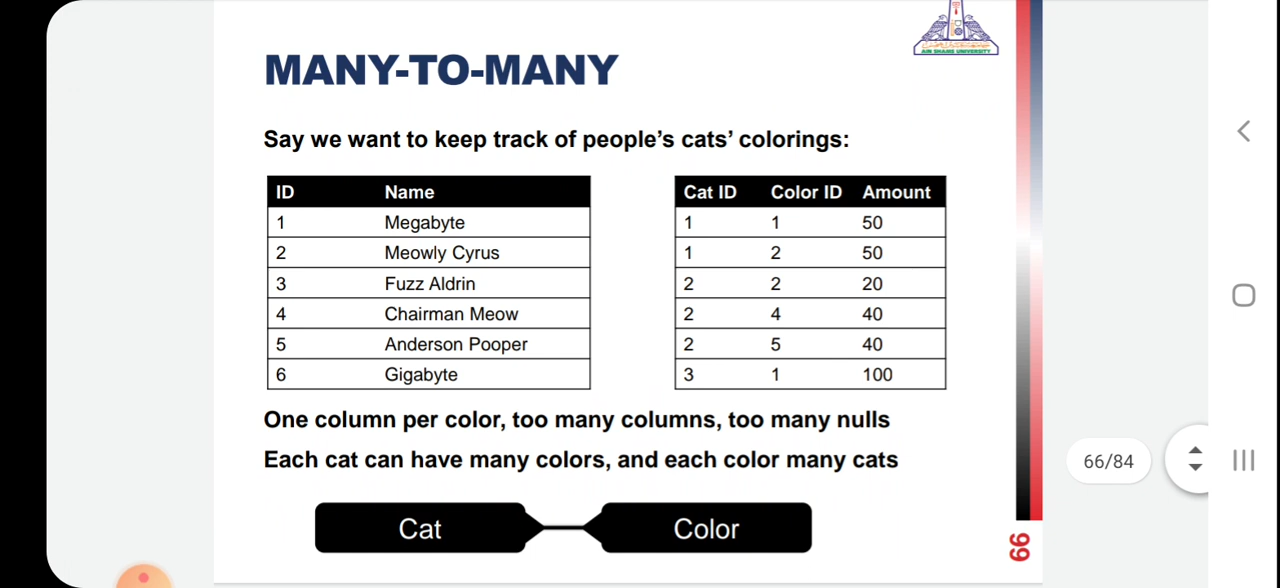 AIN SHAMS UNIVERSITY
MANY-TO-MANY
Say we want to keep track of people’s cats’ colorings:
ID Name
1 Megabyte
2 Meowly Cyrus
3 Fuzz Aldrin
4 Chairman Meow
5 Anderson Pooper
6 Gigabyte
Cat ID Color ID Amount
1 1 50
1 2 50
2 2 20
2 4 40
2 5 40
3 1 100
One column per color, too many columns, too many nulls
Each cat can have many colors, and each color many cats
Cat Color
66/84
66